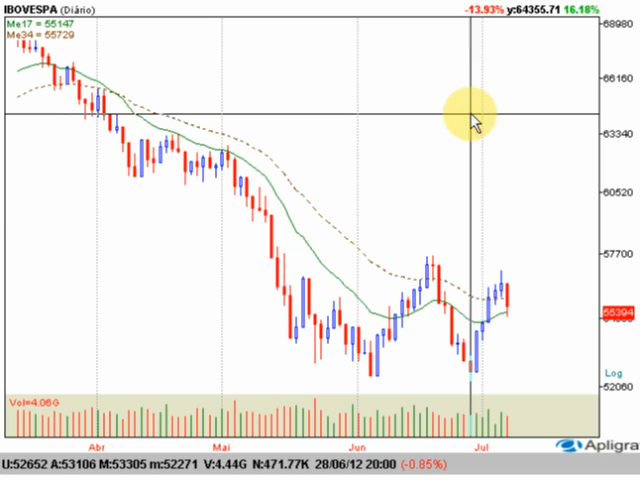 IBOVESPA (Diário) -13.93% y:64355.71 16.18%
Me17 = 55147
Me34 = 55729
68980
66160
63340
60520
57700
55394
Log
52060
Vol=4.06G
Abr Mai Jun Jul
Apligraf
U:52652 A:53106 M:53305 m:52271 V:4.44G N:471.77K 28/06/12 20:00 (-0.85%)